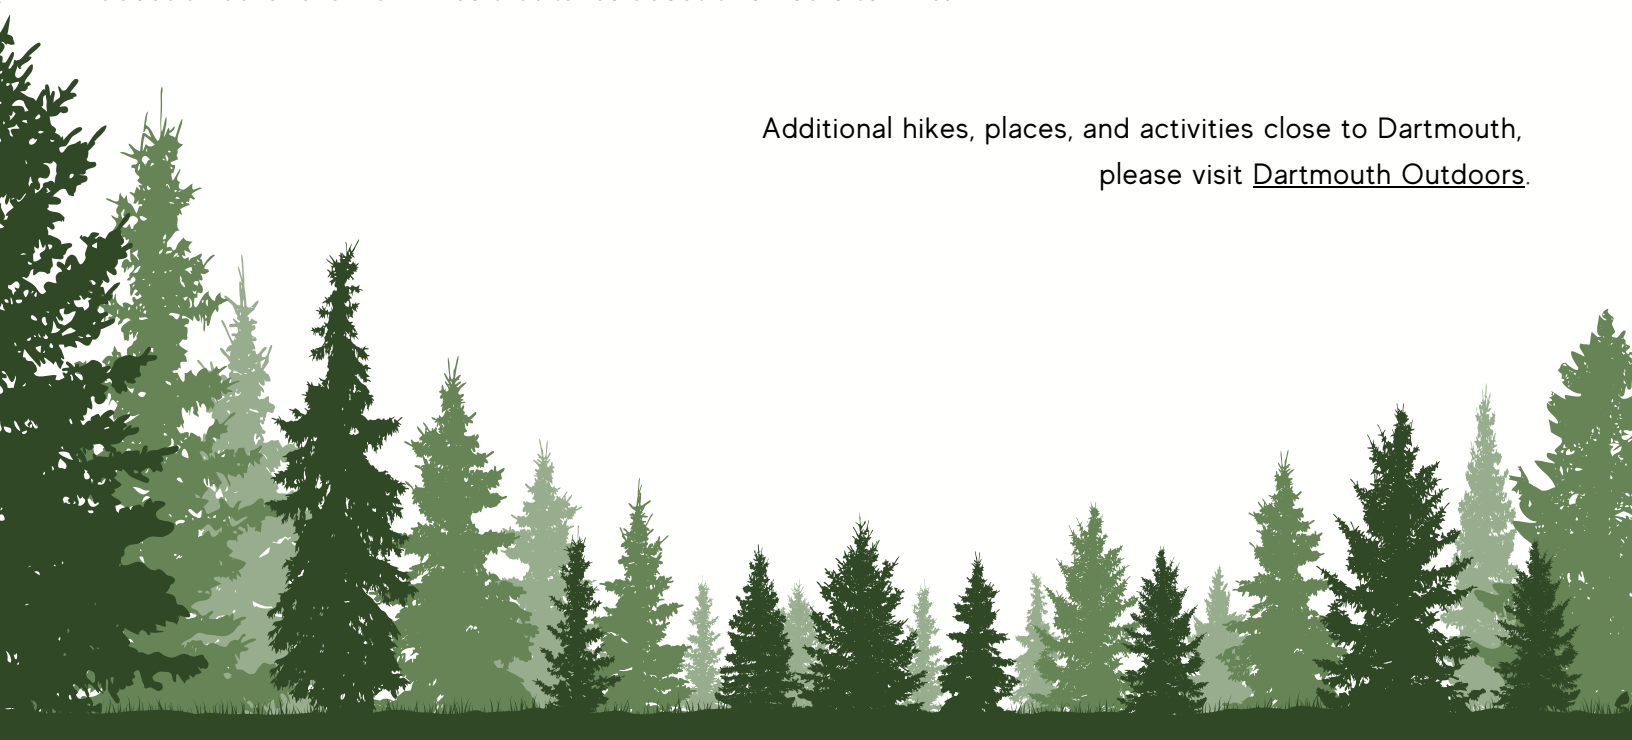 Additional hikes, places, and activities close to Dartmouth,
please visit Dartmouth Outdoors.